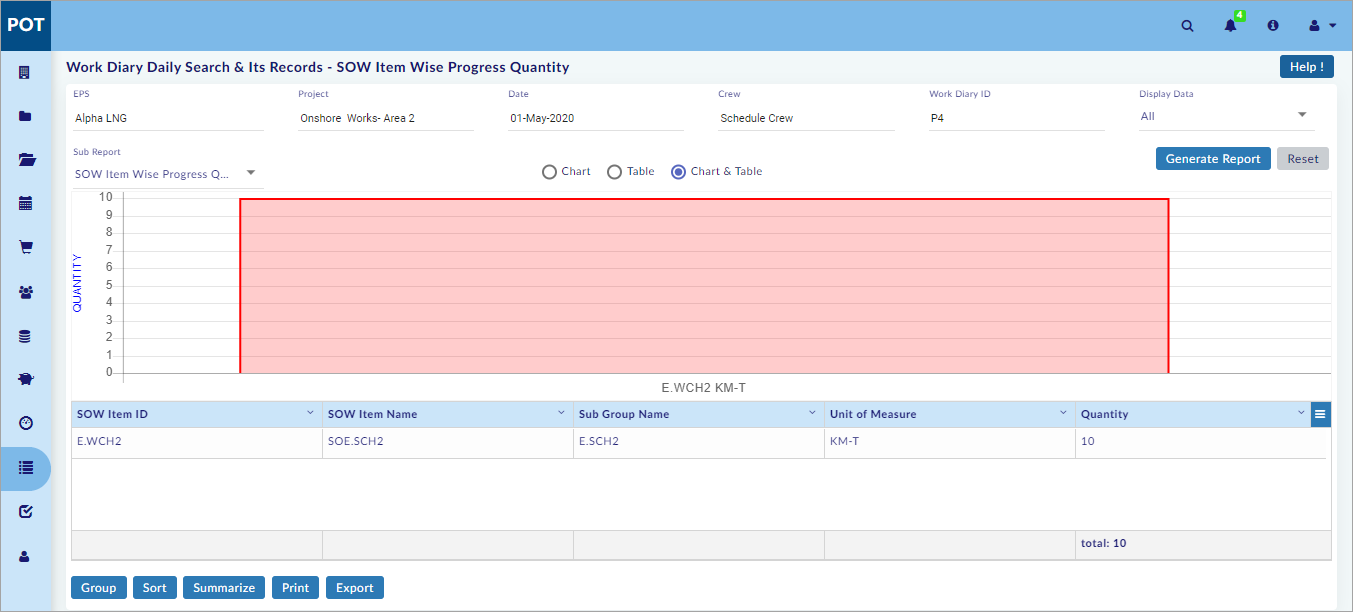 POT
4
Work Diary Daily Search & Its Records - SOW Item Wise Progress Quantity
Help !
EPS Project Date Crew Work Diary ID Display Data
Alpha LNG Onshore Works- Area 2 01-May-2020 Schedule Crew P4 All
Sub Report
SOW Item Wise Progress Q...
Chart Table Chart & Table
Generate Report Reset
10
9
8
7
6
5
4
3
2
1
0
QUANTITY
E.WCH2 KM-T
SOW Item ID SOW Item Name Sub Group Name Unit of Measure Quantity
E.WCH2 SOE.SCH2 E.SCH2 KM-T 10
total: 10
Group Sort Summarize Print Export